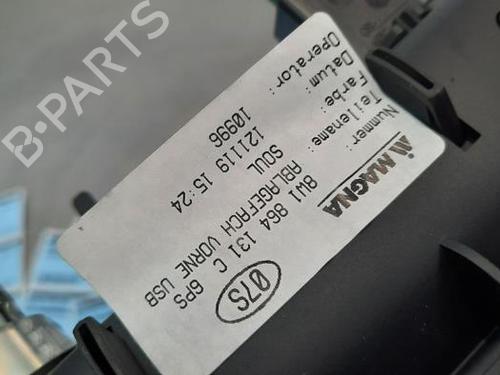 MAGNA
Nummer: 8W1 864 131 C 6PS
Teilename: ABLAGEFACH VORNE USB
Farbe: SOUL
Datum: 121119 15:24
Operator: 10996
07S
B-PARTS